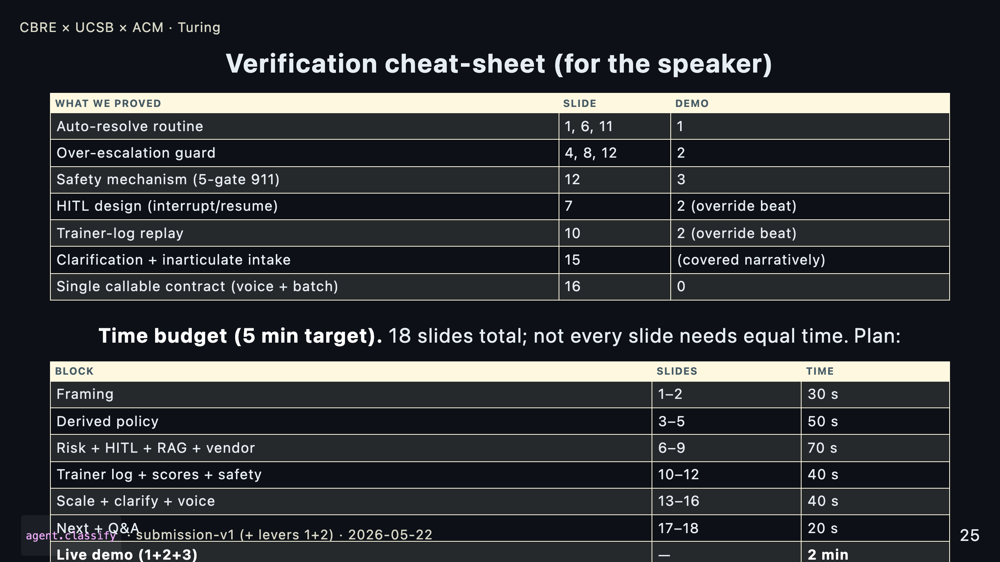 CBRE × UCSB × ACM · Turing
Verification cheat-sheet (for the speaker)
WHAT WE PROVED SLIDE DEMO
Auto-resolve routine 1, 6, 11 1
Over-escalation guard 4, 8, 12 2
Safety mechanism (5-gate 911) 12 3
HITL design (interrupt/resume) 7 2 (override beat)
Trainer-log replay 10 2 (override beat)
Clarification + inarticulate intake 15 (covered narratively)
Single callable contract (voice + batch) 16 0
Time budget (5 min target). 18 slides total; not every slide needs equal time. Plan:
BLOCK SLIDES TIME
Framing 1–2 30 s
Derived policy 3–5 50 s
Risk + HITL + RAG + vendor 6–9 70 s
Trainer log + scores + safety 10–12 40 s
Scale + clarify + voice 13–16 40 s
Next + Q&A 17–18 20 s
agent.classify · submission-v1 (+ levers 1+2) · 2026-05-22 25
Live demo (1+2+3) — 2 min